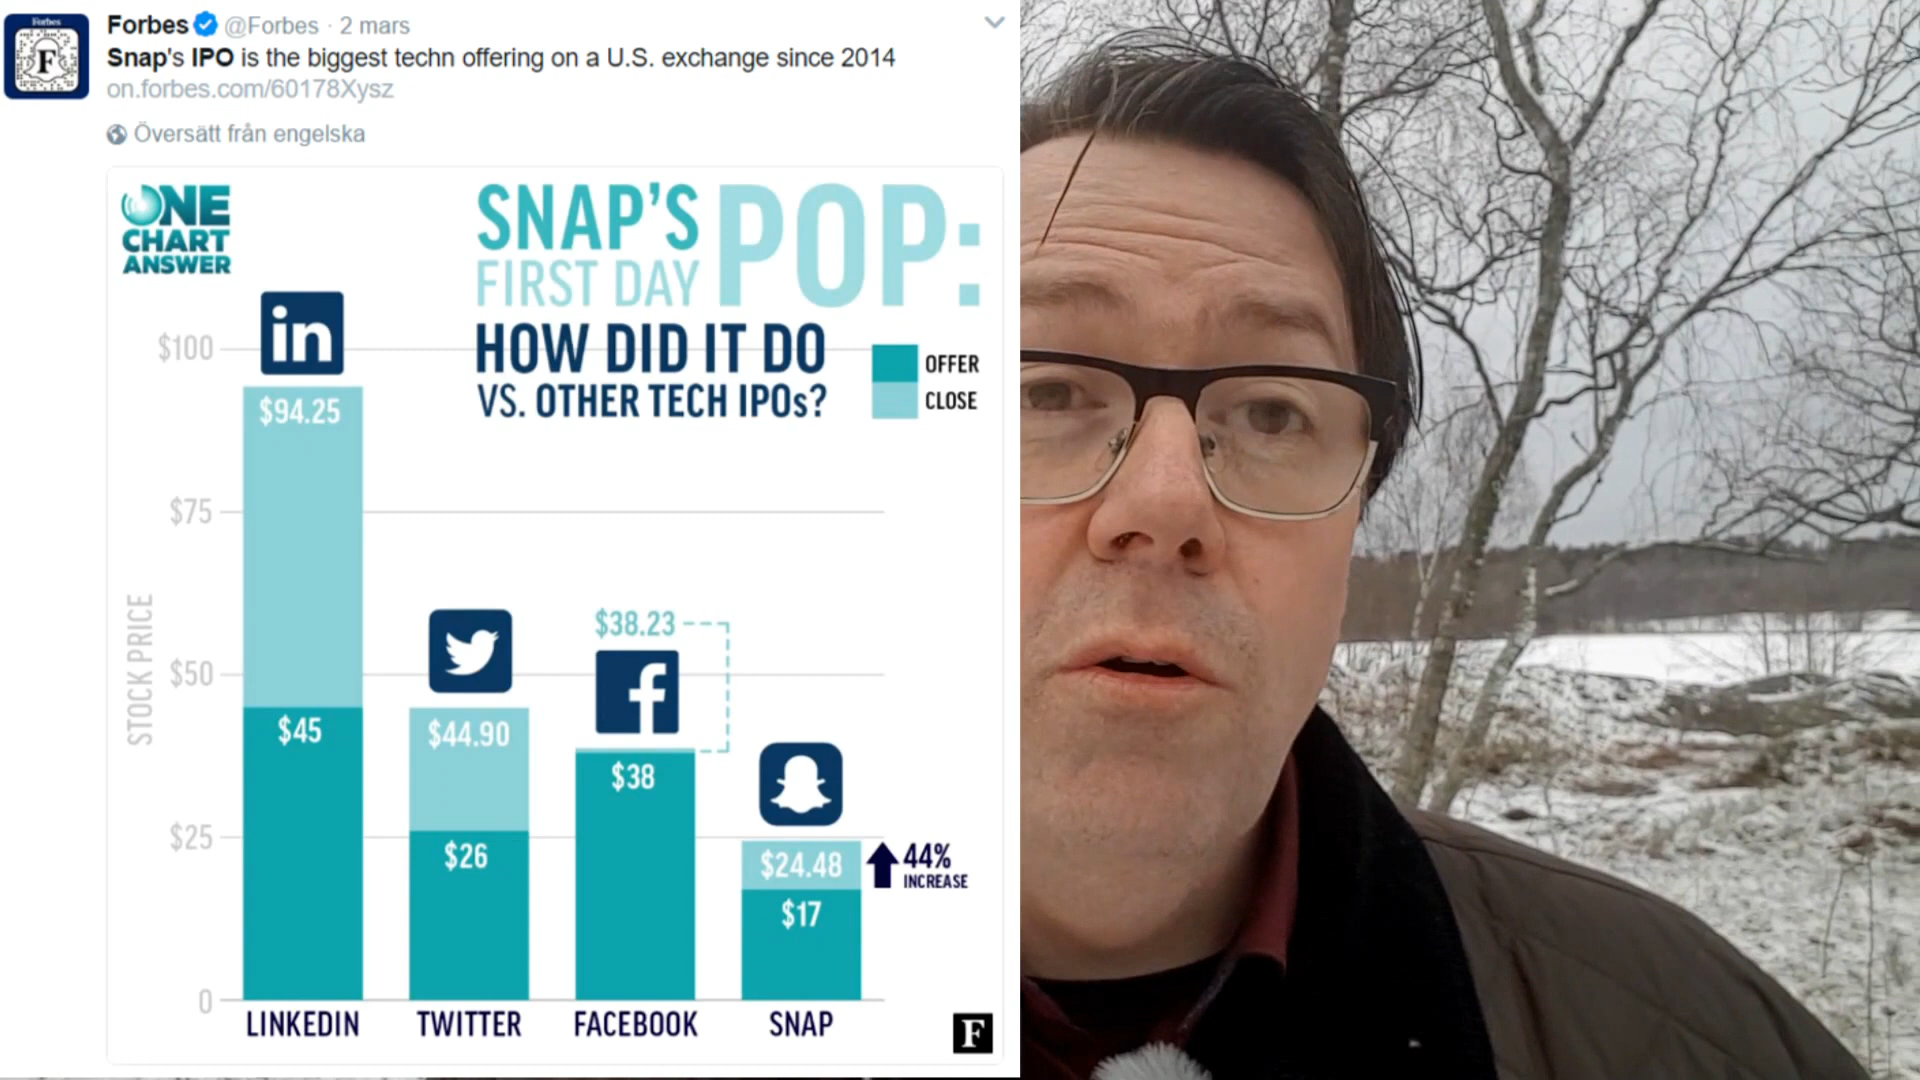 Forbes @Forbes · 2 mars
Snap's IPO is the biggest techn offering on a U.S. exchange since 2014
on.forbes.com/60178Xysz
Översätt från engelska
Forbes
F
ONE
CHART
ANSWER
SNAP'S POP:
FIRST DAY
HOW DID IT DO
VS. OTHER TECH IPOs?
OFFER
CLOSE
STOCK PRICE
$100
$75
$50
$25
0
in
$94.25
$45
$44.90
$26
$38.23
f
$38
$24.48
$17
44%
INCREASE
LINKEDIN TWITTER FACEBOOK SNAP
F